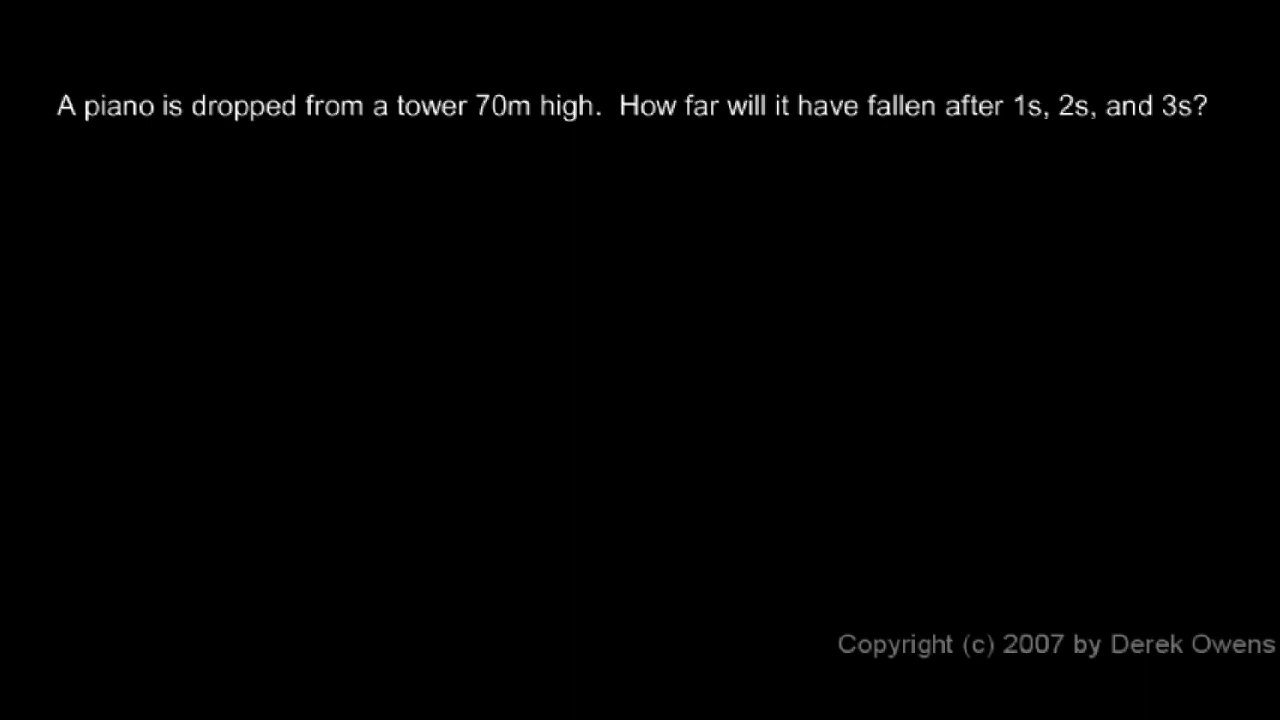 A piano is dropped from a tower 70m high.  How far will it have fallen after 1s, 2s, and 3s?
Copyright (c) 2007 by Derek Owens